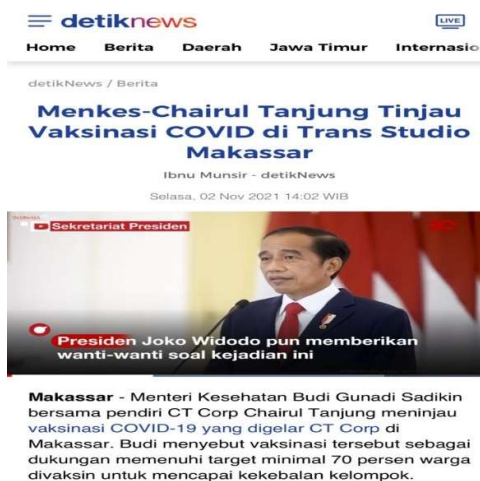 detiknews
LIVE
Home Berita Daerah Jawa Timur Internasio
detikNews / Berita
Menkes-Chairul Tanjung Tinjau
Vaksinasi COVID di Trans Studio
Makassar
Ibnu Munsir - detikNews
Selasa, 02 Nov 2021 14:02 WIB
Sekretariat Presiden
Presiden Joko Widodo pun memberikan
wanti-wanti soal kejadian ini
Makassar - Menteri Kesehatan Budi Gunadi Sadikin
bersama pendiri CT Corp Chairul Tanjung meninjau
vaksinasi COVID-19 yang digelar CT Corp di
Makassar. Budi menyebut vaksinasi tersebut sebagai
dukungan memenuhi target minimal 70 persen warga
divaksin untuk mencapai kekebalan kelompok.